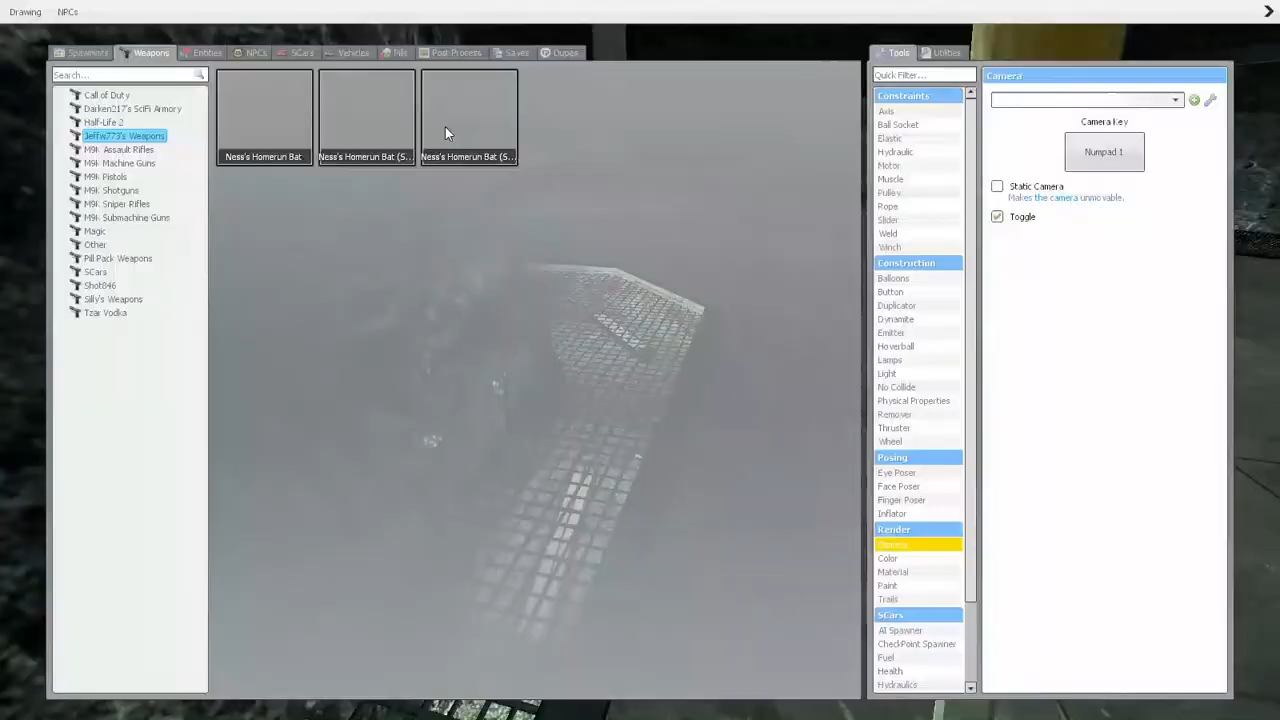 Drawing NPCs
Spawnlists Weapons Entities NPCs SCars Vehicles Pills Post Process Saves Dupes
Tools Utilities
Search...
Call of Duty
Darken217's SciFi Armory
Half-Life 2
Jeffw773's Weapons
M9K Assault Rifles
M9K Machine Guns
M9K Pistols
M9K Shotguns
M9K Sniper Rifles
M9K Submachine Guns
Magic
Other
Pill Pack Weapons
SCars
Shot846
Silly's Weapons
Tzar Vodka
Ness's Homerun Bat
Ness's Homerun Bat (S...
Ness's Homerun Bat (S...
Quick Filter...
Constraints
Axis
Ball Socket
Elastic
Hydraulic
Motor
Muscle
Pulley
Rope
Slider
Weld
Winch
Construction
Balloons
Button
Duplicator
Dynamite
Emitter
Hoverball
Lamps
Light
No Collide
Physical Properties
Remover
Thruster
Wheel
Posing
Eye Poser
Face Poser
Finger Poser
Inflator
Render
Camera
Color
Material
Paint
Trails
SCars
AI Spawner
CheckPoint Spawner
Fuel
Health
Hydraulics
Camera
Camera Key
Numpad 1
Static Camera
Makes the camera unmovable.
Toggle